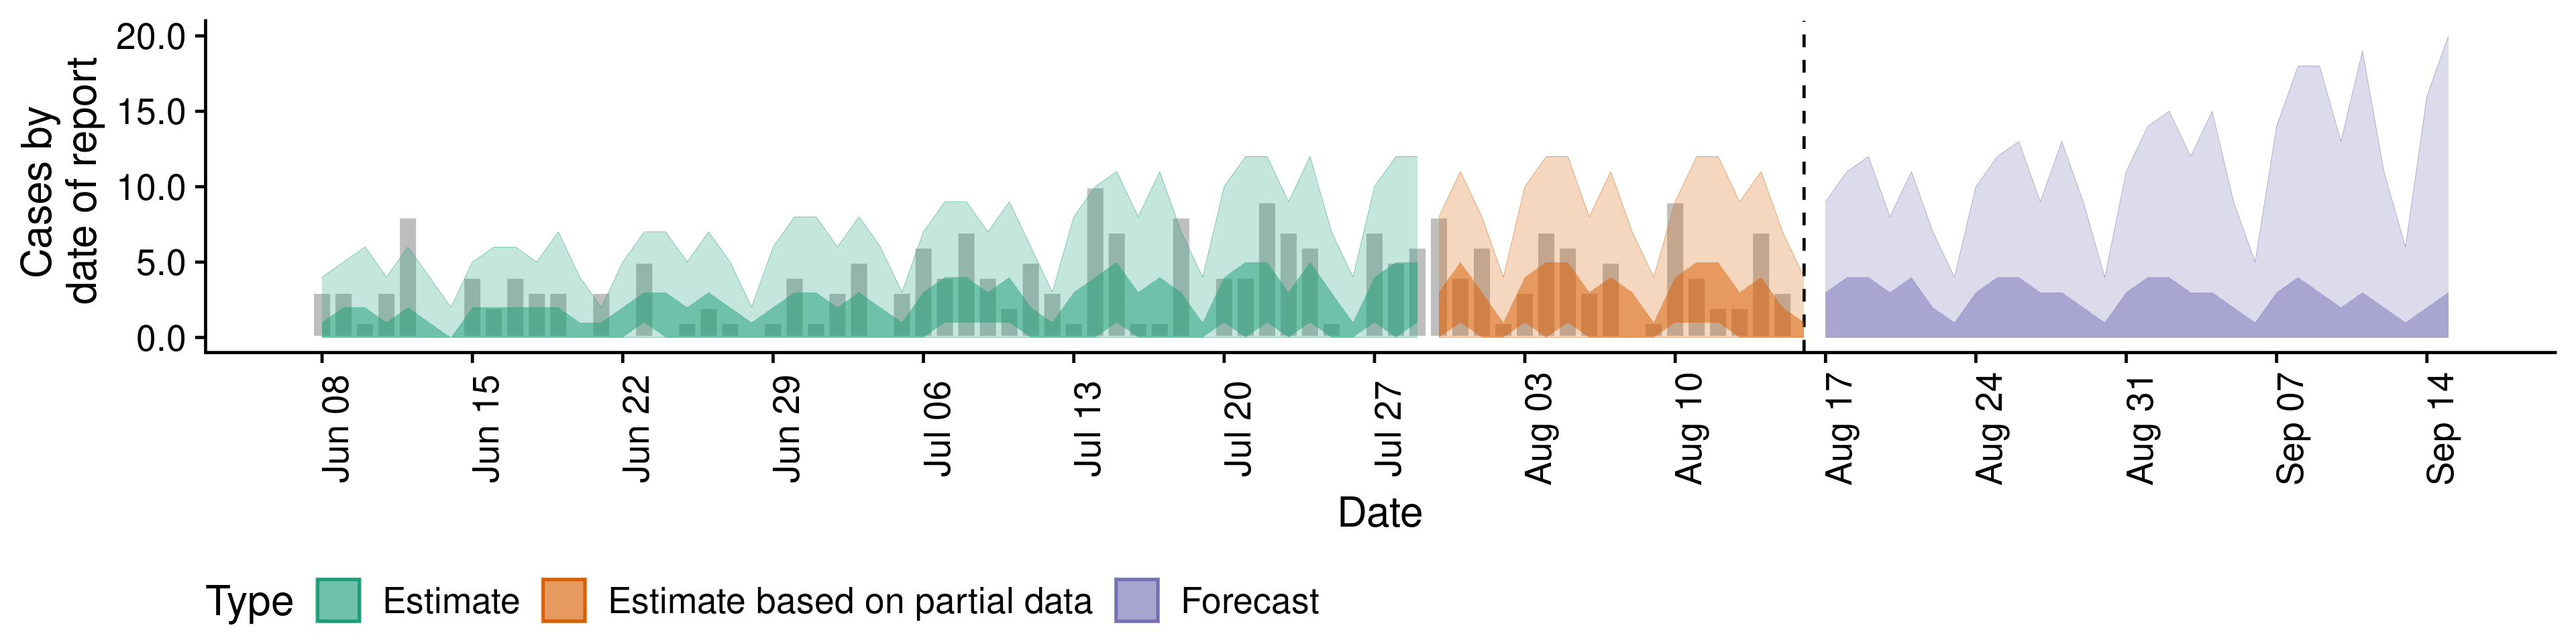 Cases by
date of report
20.0
15.0
10.0
5.0
0.0
Jun 08
Jun 15
Jun 22
Jun 29
Jul 06
Jul 13
Jul 20
Jul 27
Aug 03
Aug 10
Aug 17
Aug 24
Aug 31
Sep 07
Sep 14
Date
Type Estimate Estimate based on partial data Forecast